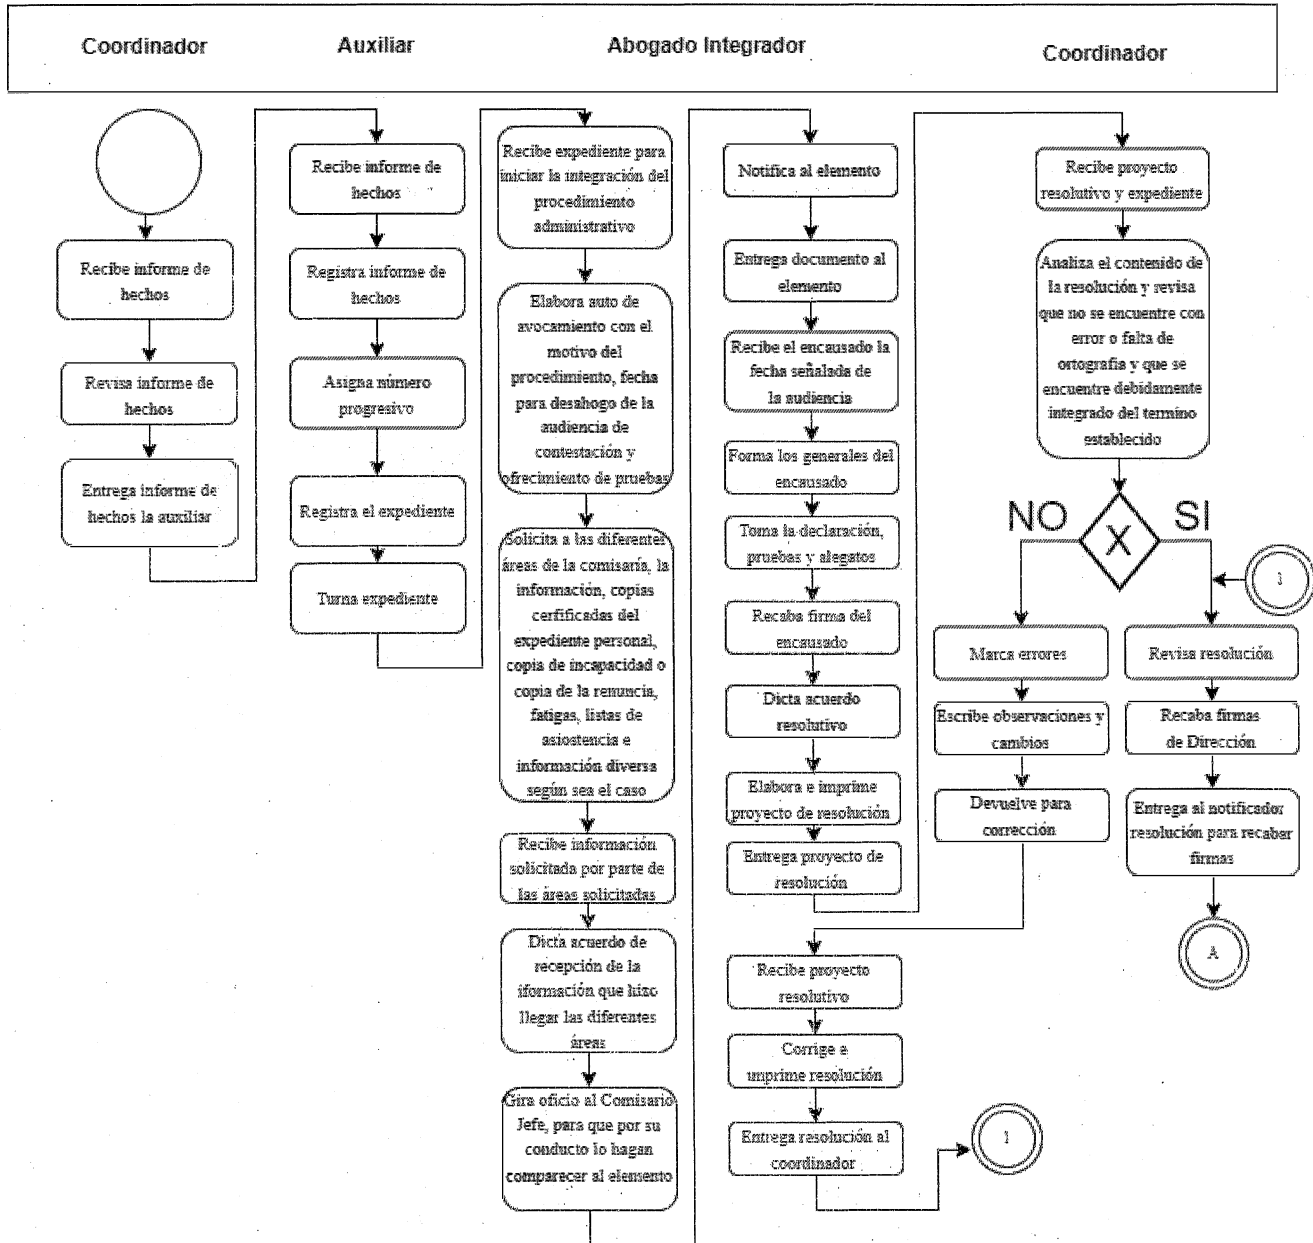 Coordinador
Auxiliar
Abogado Integrador
Coordinador
Recibe informe de
hechos
Revisa informe de
hechos
Entrega informe de
hechos la auxiliar
Recibe informe de
hechos
Registra informe de
hechos
Asigna número
progresivo
Registra el expediente
Turna expediente
Recibe expediente para
iniciar la integración del
procedimiento
administrativo
Elabora auto de
avocamiento con el
motivo del
procedimiento, fecha
para desahogo de la
audiencia de
contestación y
ofrecimiento de pruebas
Solicita a las diferentes
áreas de la comisaría, la
información, copias
cerfificadas del
expediente personal,
copia de incapacidad o
copia de la renuncia,
fatigas, listas de
asiostencia e
información diversa
según sea el caso
Recibe información
solicitada por parte de
las áreas solicitadas
Dicta acuerdo de
recepción de la
iformación que hizo
llegar las diferentes
áreas
Gira oficio al Comisario
Jefe, para que por su
conducto lo hagan
comparecer al elemento
Notifica al elemento
Entrega documento al
elemento
Recibe el encausado la
fecha señalada de
la audiencia
Forma los generales del
encausado
Toma la declaración,
pruebas y alegatos
Recaba firma del
encausado
Dicta acuerdo
resolutivo
Elabora e imprime
proyecto de resolución
Entrega proyecto de
resolución
Recibe proyecto
resolutivo
Corrige e
imprime resolución
Entrega resolución al
coordinador
1
Recibe proyecto
resolutivo y expediente
Analiza el contenido de
la resolución y revisa
que no se encuentre con
error o falta de
ortografia y que se
encuentre debidamente
integrado del termino
establecido
NO
X
SI
1
Marca errores
Escribe observaciones y
cambios
Devuelve para
corrección
Revisa resolución
Recaba firmas
de Dirección
Entrega al notificador
resolución para recabar
firmas
A